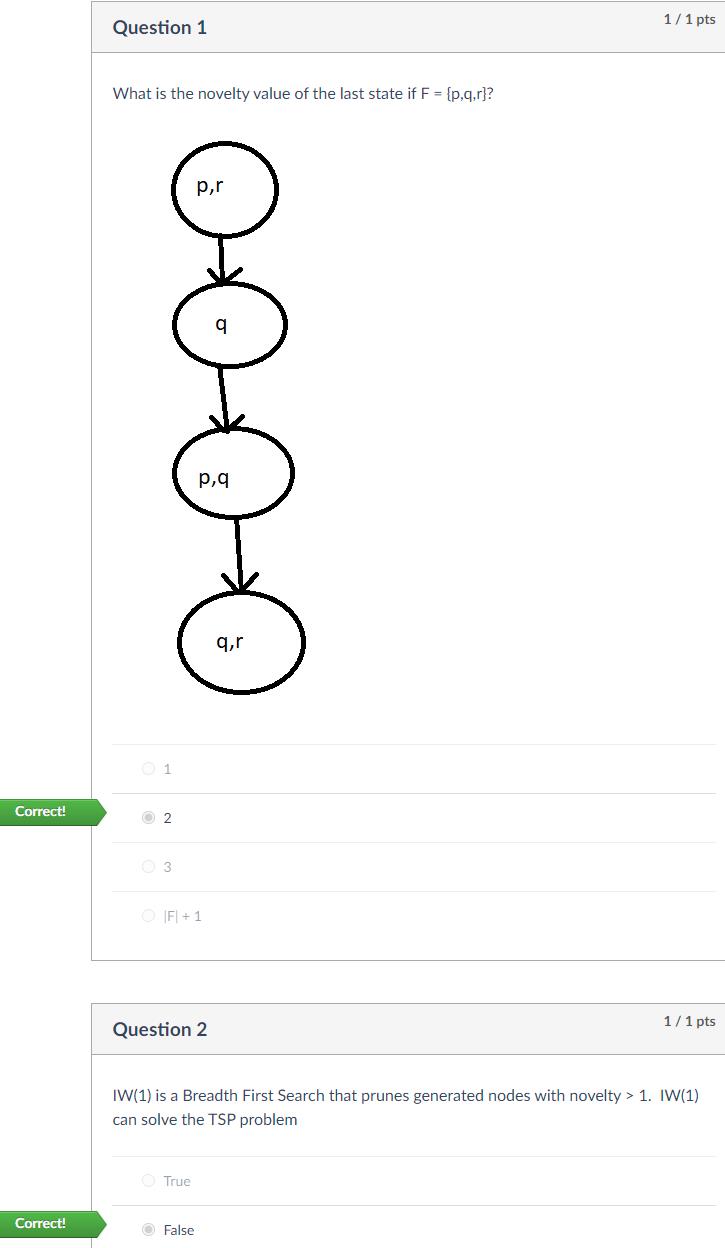 Question 1
1 / 1 pts
What is the novelty value of the last state if F = {p,q,r}?
p,r
q
p,q
q,r
1
Correct!
2
3
|F| + 1
Question 2
1 / 1 pts
IW(1) is a Breadth First Search that prunes generated nodes with novelty > 1.  IW(1)
can solve the TSP problem
True
Correct!
False